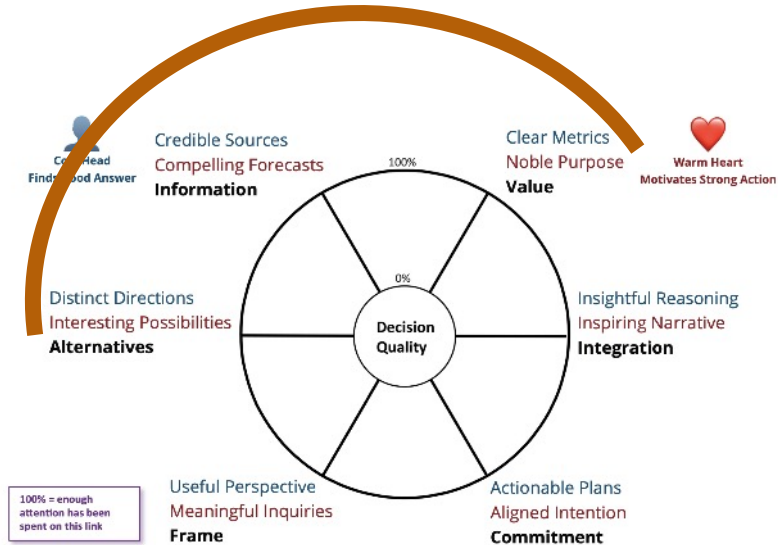 Credible Sources
Compelling Forecasts
Information
Clear Metrics
Noble Purpose
Value
Head
Finds
Answer
Warm Heart
Motivates Strong Action
100%
0%
Decision
Quality
Distinct Directions
Interesting Possibilities
Alternatives
Insightful Reasoning
Inspiring Narrative
Integration
Useful Perspective
Meaningful Inquiries
Frame
Actionable Plans
Aligned Intention
Commitment
100% = enough
attention has been
spent on this link